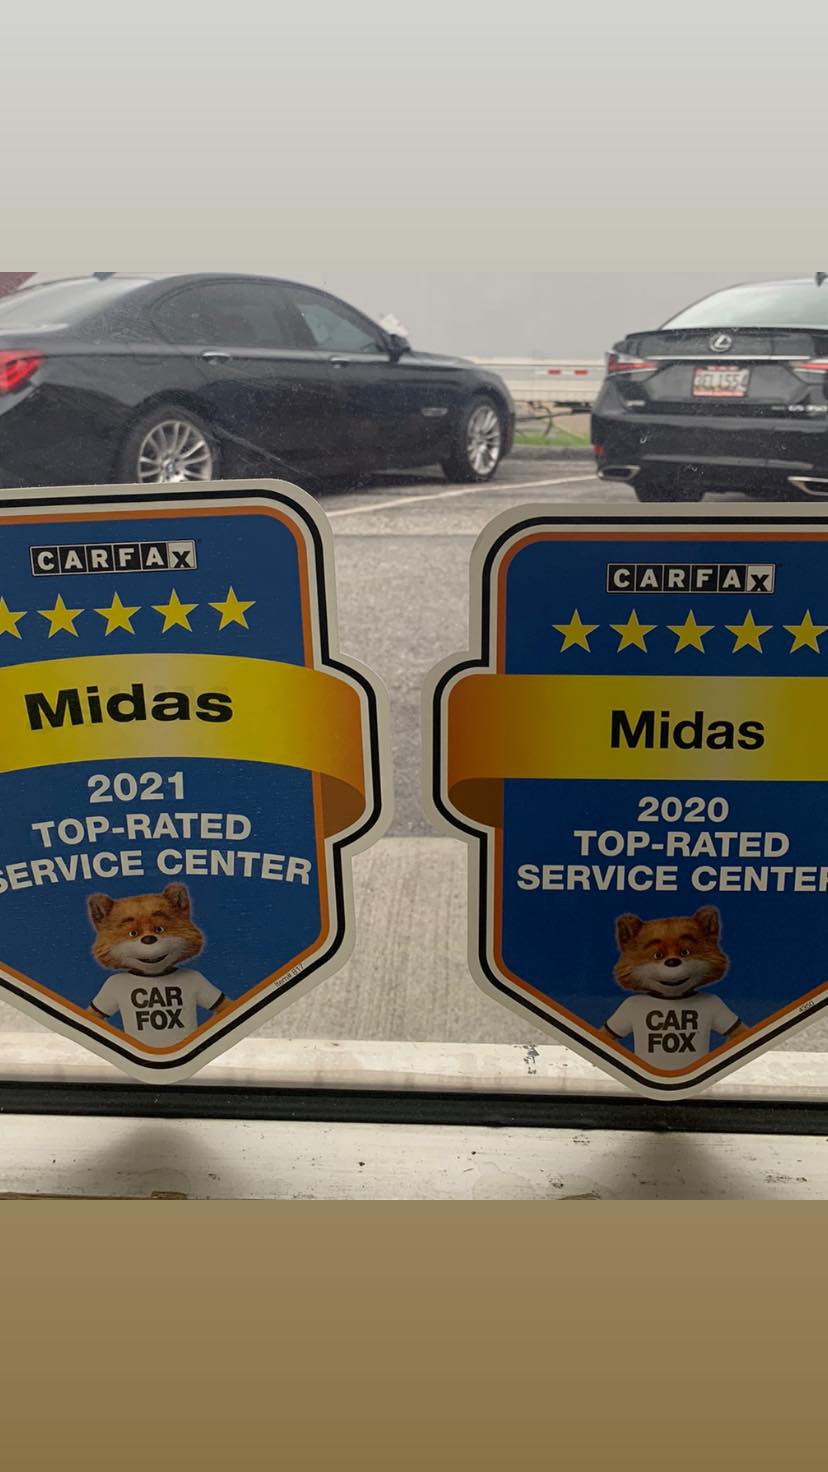 CARFAX
Midas
2021
TOP-RATED
SERVICE CENTER
CAR
FOX
CARFAX
Midas
2020
TOP-RATED
SERVICE CENTER
CAR
FOX